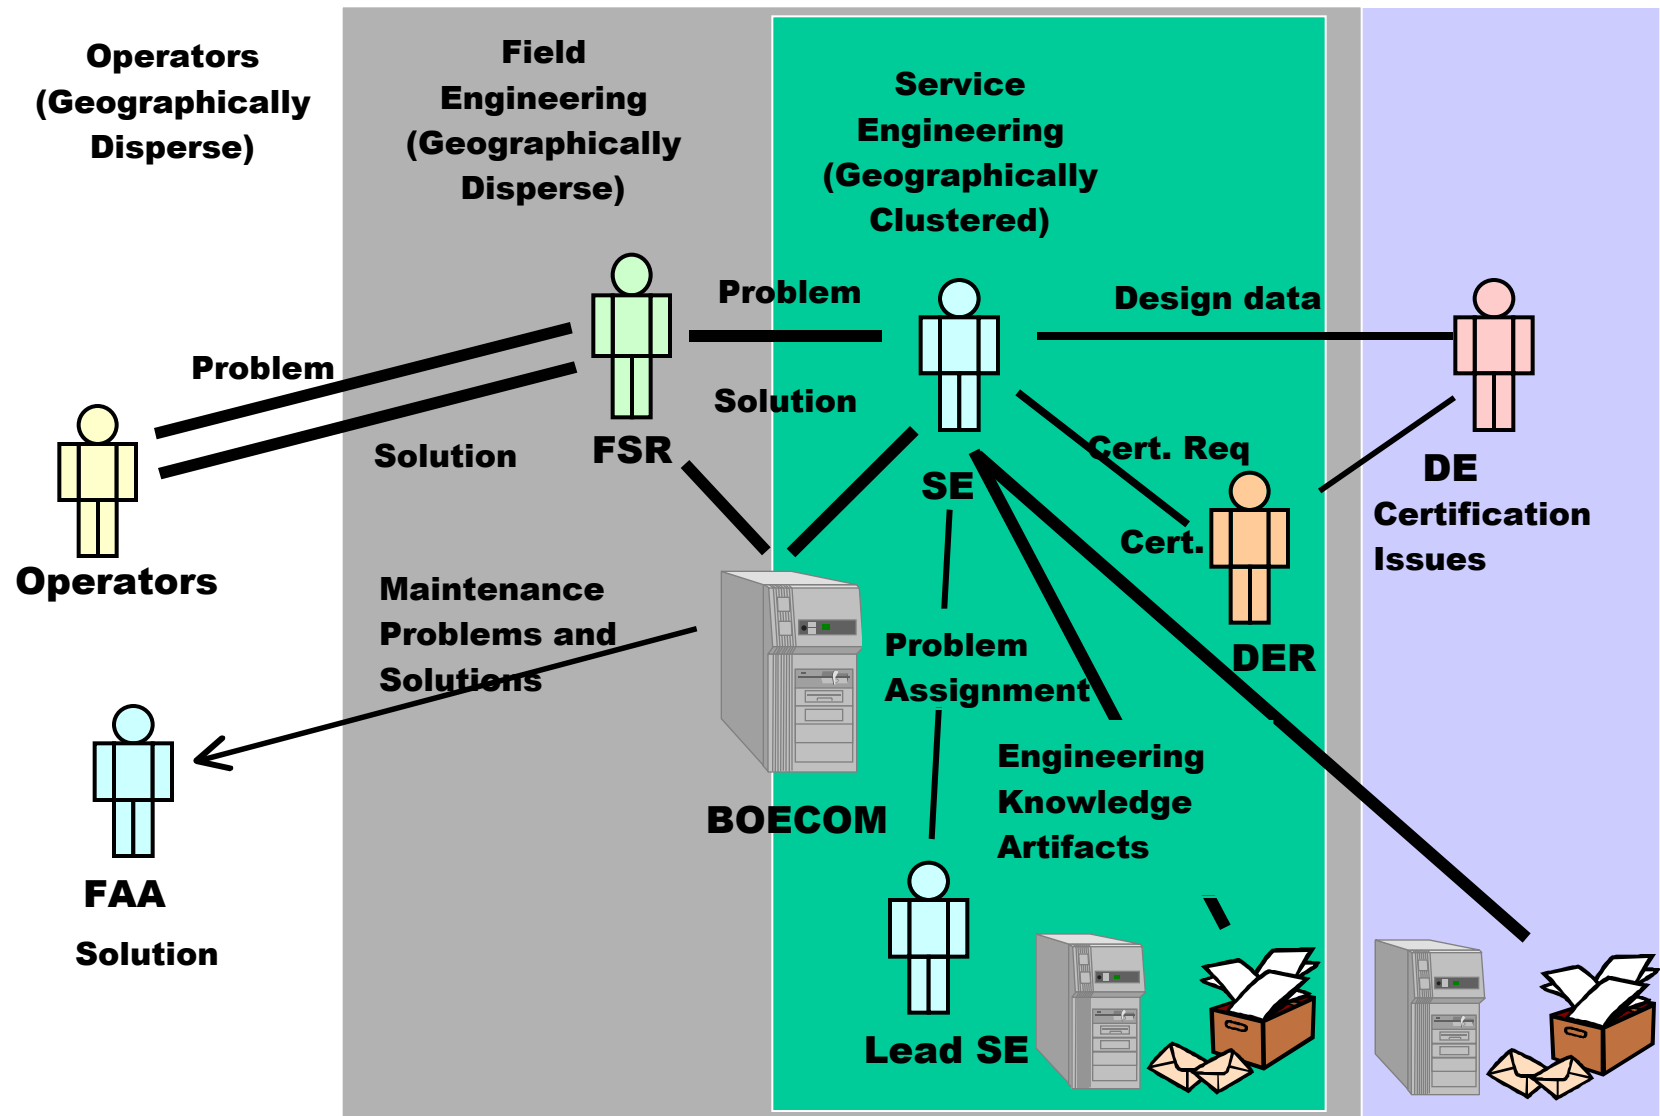 Operators
(Geographically
Disperse)
Field
Engineering
(Geographically
Disperse)
Service
Engineering
(Geographically
Clustered)
Problem
Solution
Operators
FSR
Problem
Solution
SE
Design data
Cert. Req
Cert.
DER
DE
Certification
Issues
Maintenance
Problems and
Solutions
BOECOM
Problem
Assignment
Engineering
Knowledge
Artifacts
FAA
Solution
Lead SE